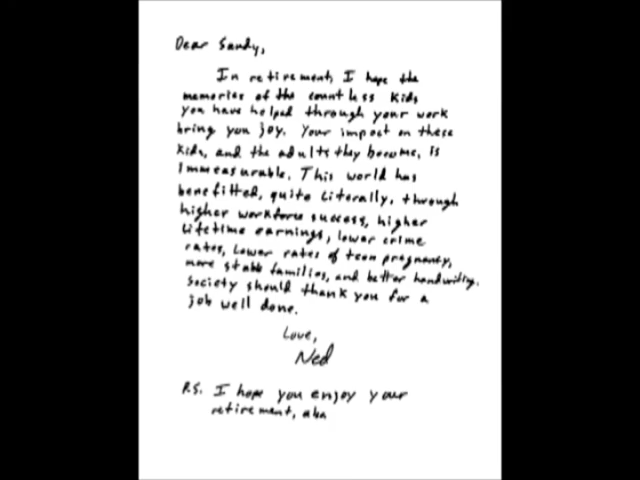 Dear Sandy,
In retirement, I hope the
memories of the countless kids
you have helped through your work
bring you joy. Your impact on these
kids, and the adults they become, is
immeasurable. This world has
benefitted, quite literally, through
higher workforce success, higher
lifetime earnings, lower crime
rates, lower rates of teen pregnancy,
more stable families, and better handwriting.
Society should thank you for a
job well done.
Love,
Ned
P.S. I hope you enjoy your
retirement, aka